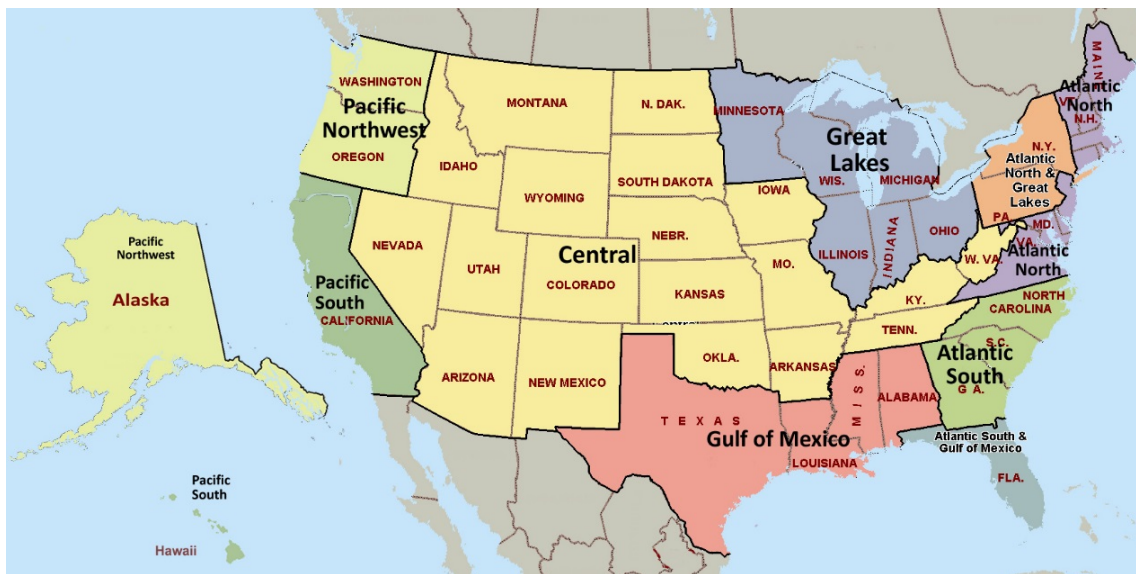 WASHINGTON
Pacific
Northwest
OREGON
MONTANA
IDAHO
WYOMING
N. DAK.
SOUTH DAKOTA
NEBR.
NEVADA
UTAH
COLORADO
Central
KANSAS
IOWA
MO.
ARIZONA
NEW MEXICO
OKLA.
ARKANSAS
KY.
TENN.
W. VA.
MINNESOTA
Great
Lakes
WIS.
MICHIGAN
ILLINOIS
INDIANA
OHIO
MAINE
Atlantic
North
VT.
N.H.
N.Y.
Atlantic
North &
Great
Lakes
PA.
MD.
VA.
Atlantic
North
NORTH
CAROLINA
S.C.
Atlantic
South
GA.
Pacific
South
CALIFORNIA
TEXAS
Gulf of Mexico
LOUISIANA
MISS.
ALABAMA
Atlantic South &
Gulf of Mexico
FLA.
Pacific
Northwest
Alaska
Pacific
South
Hawaii